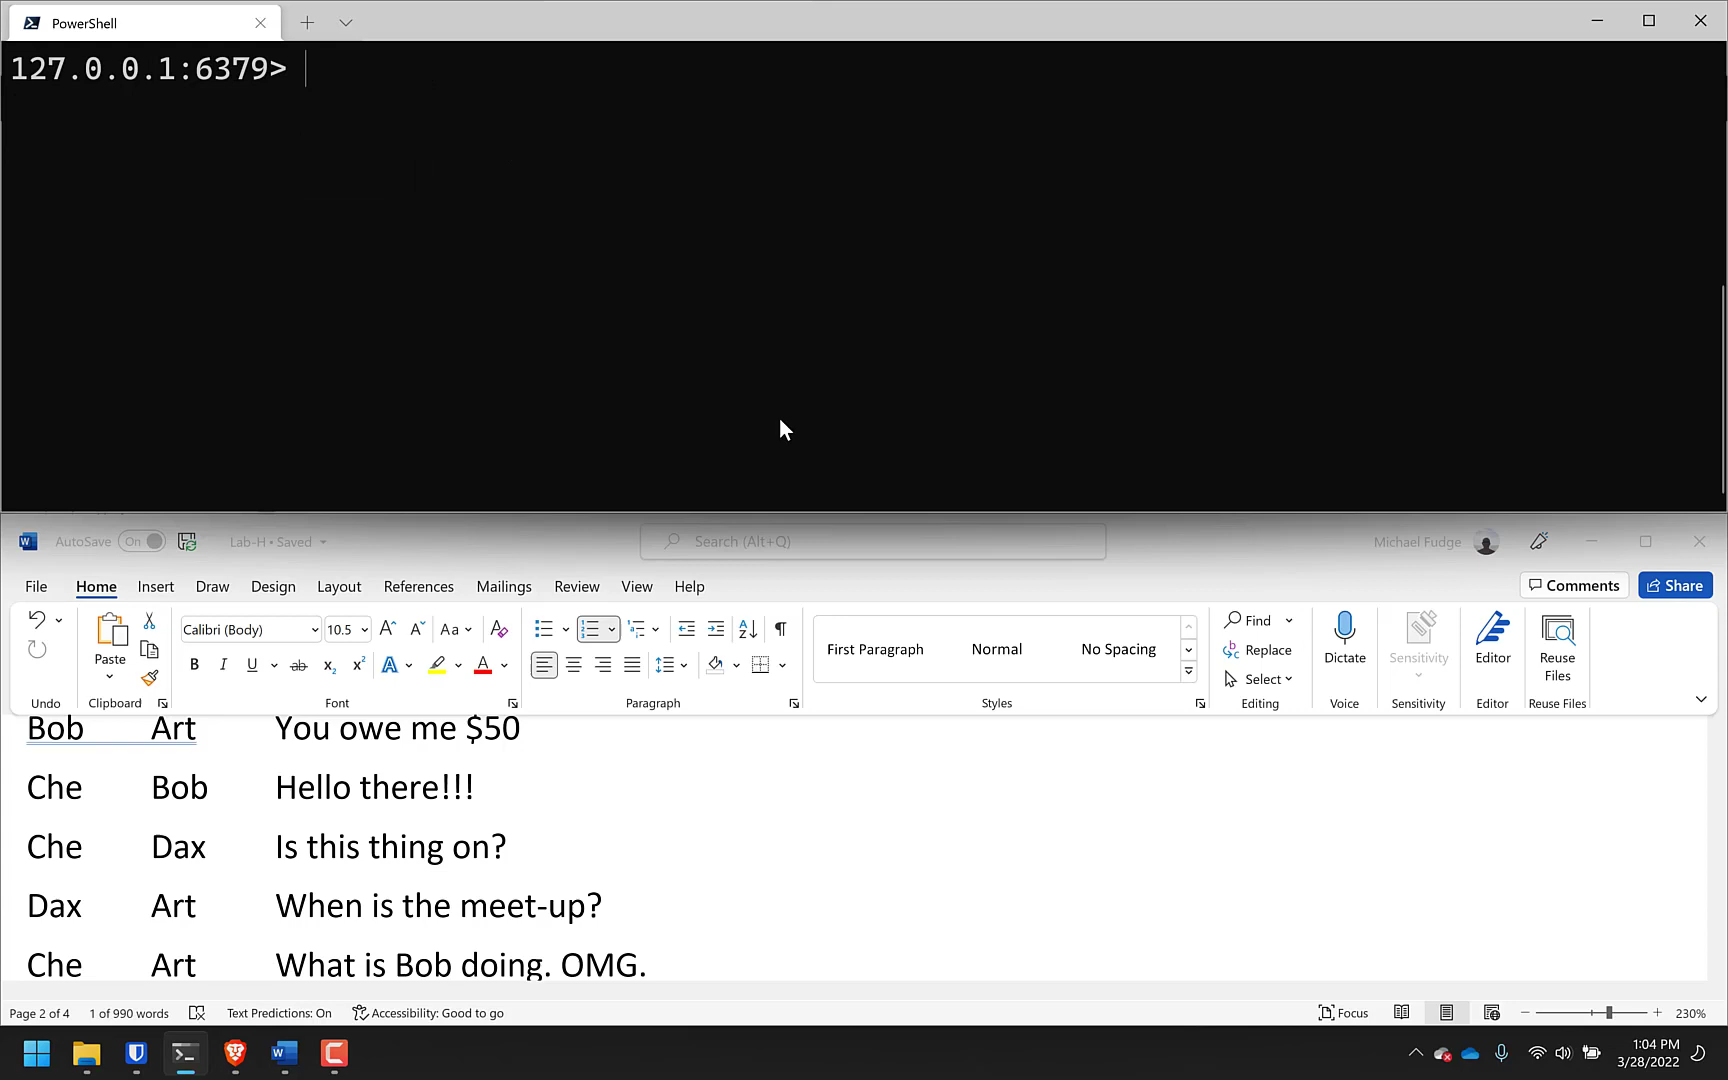 PowerShell
127.0.0.1:6379>
AutoSave On Lab-H • Saved Search (Alt+Q) Michael Fudge
File Home Insert Draw Design Layout References Mailings Review View Help Comments Share
Calibri (Body) 10.5 Aa First Paragraph Normal No Spacing Find
Replace
Select
Paste Dictate Sensitivity Editor Reuse Files
B I U ab x₂ x² A A
Undo Clipboard Font Paragraph Styles Editing Voice Sensitivity Editor Reuse Files
Bob Art You owe me $50
Che Bob Hello there!!!
Che Dax Is this thing on?
Dax Art When is the meet-up?
Che Art What is Bob doing. OMG.
Page 2 of 4 1 of 990 words Text Predictions: On Accessibility: Good to go Focus 230%
1:04 PM
3/28/2022